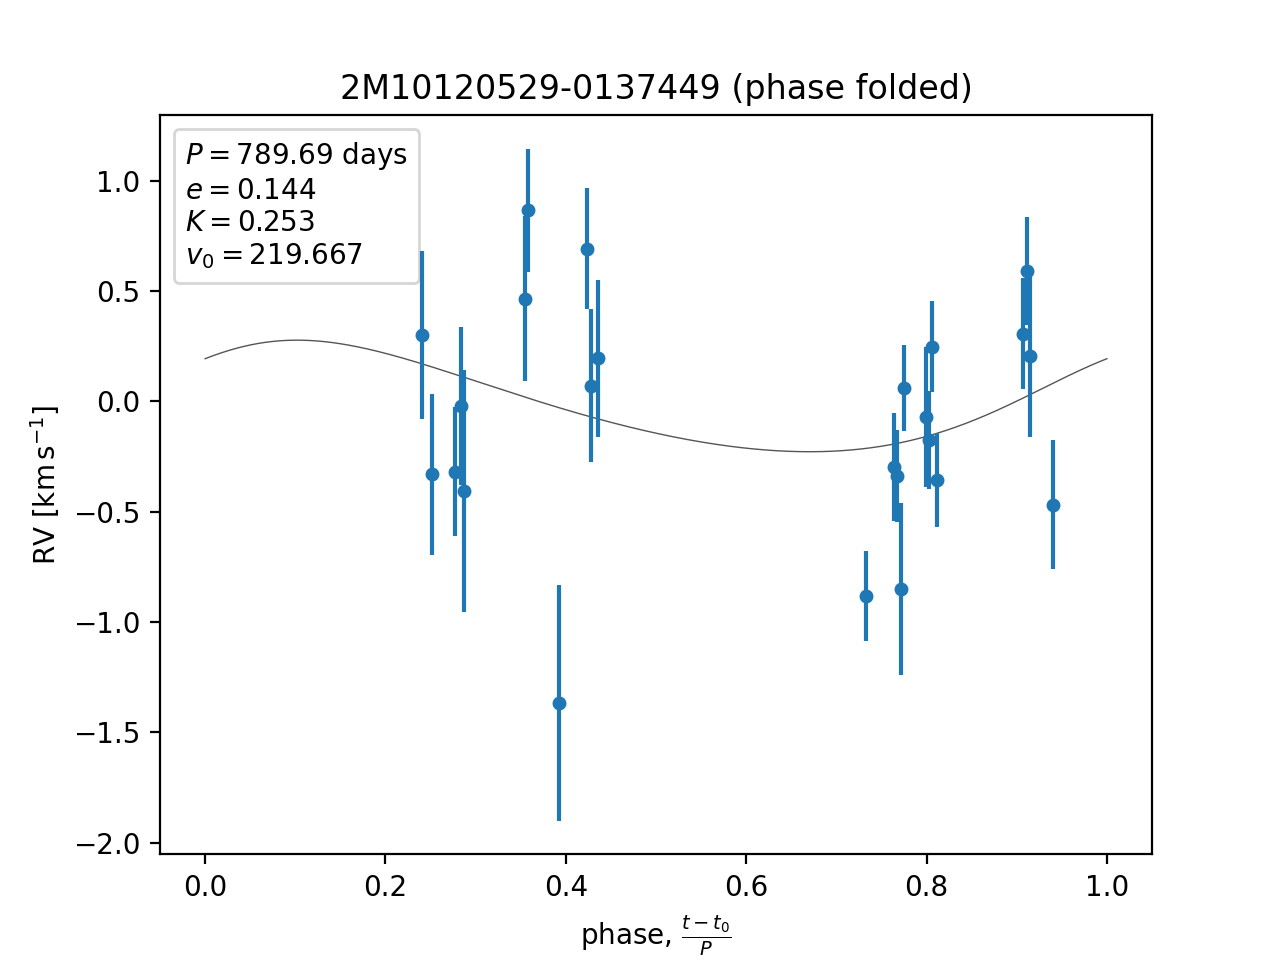 2M10120529-0137449 (phase folded)
P = 789.69 days
e = 0.144
K = 0.253
v₀ = 219.667
1.0
0.5
0.0
−0.5
−1.0
−1.5
−2.0
RV [km s⁻¹]
0.0 0.2 0.4 0.6 0.8 1.0
phase, (t − t₀)/P